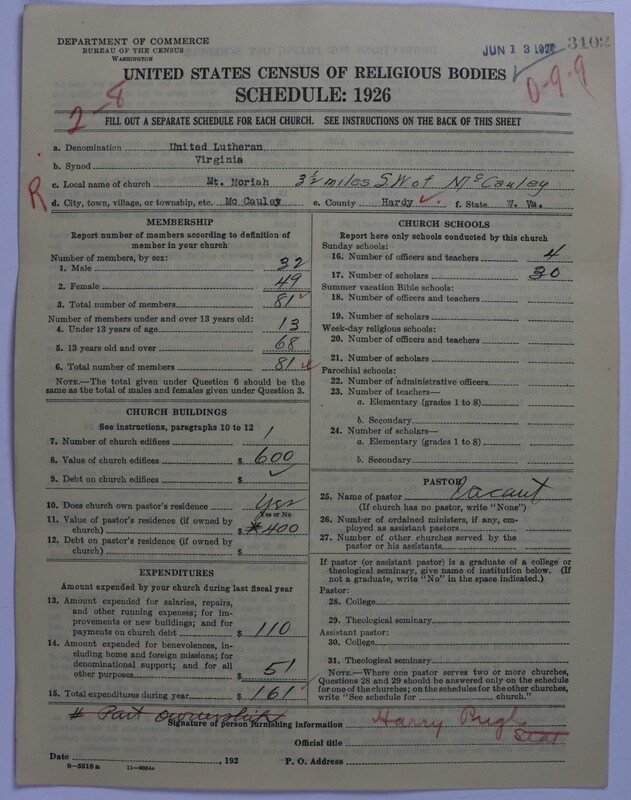 DEPARTMENT OF COMMERCE
BUREAU OF THE CENSUS
WASHINGTON
JUN 13 1927 3102
UNITED STATES CENSUS OF RELIGIOUS BODIES
SCHEDULE: 1926
2-8
0-9-9
FILL OUT A SEPARATE SCHEDULE FOR EACH CHURCH. SEE INSTRUCTIONS ON THE BACK OF THIS SHEET
a. Denomination United Lutheran
b. Synod Virginia
c. Local name of church Mt. Moriah 3½ miles S.W of McCauley
R
d. City, town, village, or township, etc. Mc Cauley e. County Hardy f. State W. Va.
MEMBERSHIP
Report number of members according to definition of
member in your church
Number of members, by sex:
1. Male 32
2. Female 49
3. Total number of members 81
Number of members under and over 13 years old:
4. Under 13 years of age 13
5. 13 years old and over 68
6. Total number of members 81
NOTE.—The total given under Question 6 should be the
same as the total of males and females given under Question 3.
CHURCH BUILDINGS
See instructions, paragraphs 10 to 12
7. Number of church edifices 1
8. Value of church edifices $ 600
9. Debt on church edifices $
10. Does church own pastor's residence Yes
Yes or No
11. Value of pastor's residence (if owned by
church) $ 400
12. Debt on pastor's residence (if owned by
church) $
EXPENDITURES
Amount expended by your church during last fiscal year
13. Amount expended for salaries, repairs,
and other running expenses; for im-
provements or new buildings; and for
payments on church debt $ 110
14. Amount expended for benevolences, in-
cluding home and foreign missions; for
denominational support; and for all
other purposes $ 51
15. Total expenditures during year $ 161
CHURCH SCHOOLS
Report here only schools conducted by this church
Sunday schools:
16. Number of officers and teachers 4
17. Number of scholars 30
Summer vacation Bible schools:
18. Number of officers and teachers
19. Number of scholars
Week-day religious schools:
20. Number of officers and teachers
21. Number of scholars
Parochial schools:
22. Number of administrative officers
23. Number of teachers—
a. Elementary (grades 1 to 8)
b. Secondary
24. Number of scholars—
a. Elementary (grades 1 to 8)
b. Secondary
PASTOR
25. Name of pastor Vacant
(If church has no pastor, write "None")
26. Number of ordained ministers, if any, em-
ployed as assistant pastors
27. Number of other churches served by the
pastor or his assistants
If pastor (or assistant pastor) is a graduate of a college or
theological seminary, give name of institution below. (If
not a graduate, write "No" in the space indicated.)
Pastor:
28. College
29. Theological seminary
Assistant pastor:
30. College
31. Theological seminary
NOTE.—Where one pastor serves two or more churches,
Questions 28 and 29 should be answered only on the schedule
for one of the churches; on the schedules for the other churches,
write "See schedule for church."
# Part ownership
Signature of person furnishing information Harry Pugh
Official title Stat
Date , 192 P. O. Address
8-5518 a 11-9554